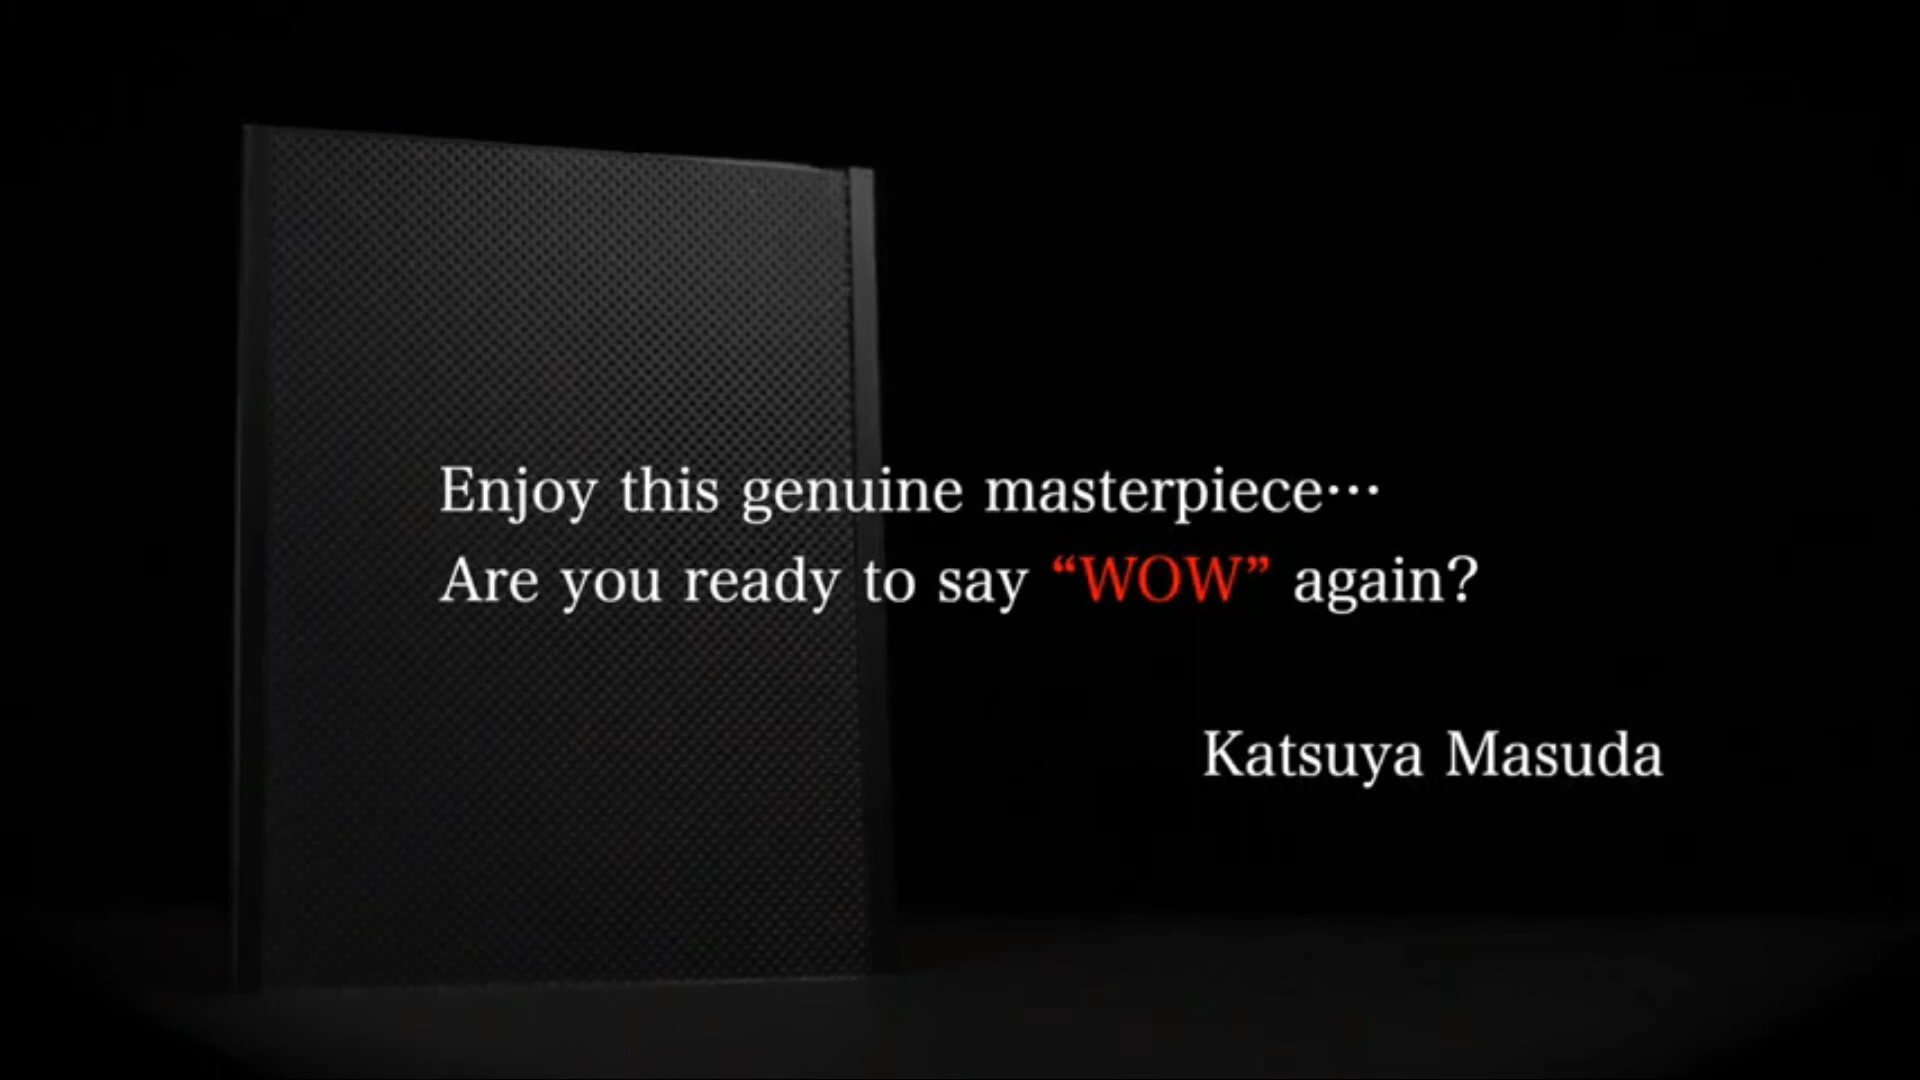 Enjoy this genuine masterpiece…
Are you ready to say “WOW” again?
Katsuya Masuda